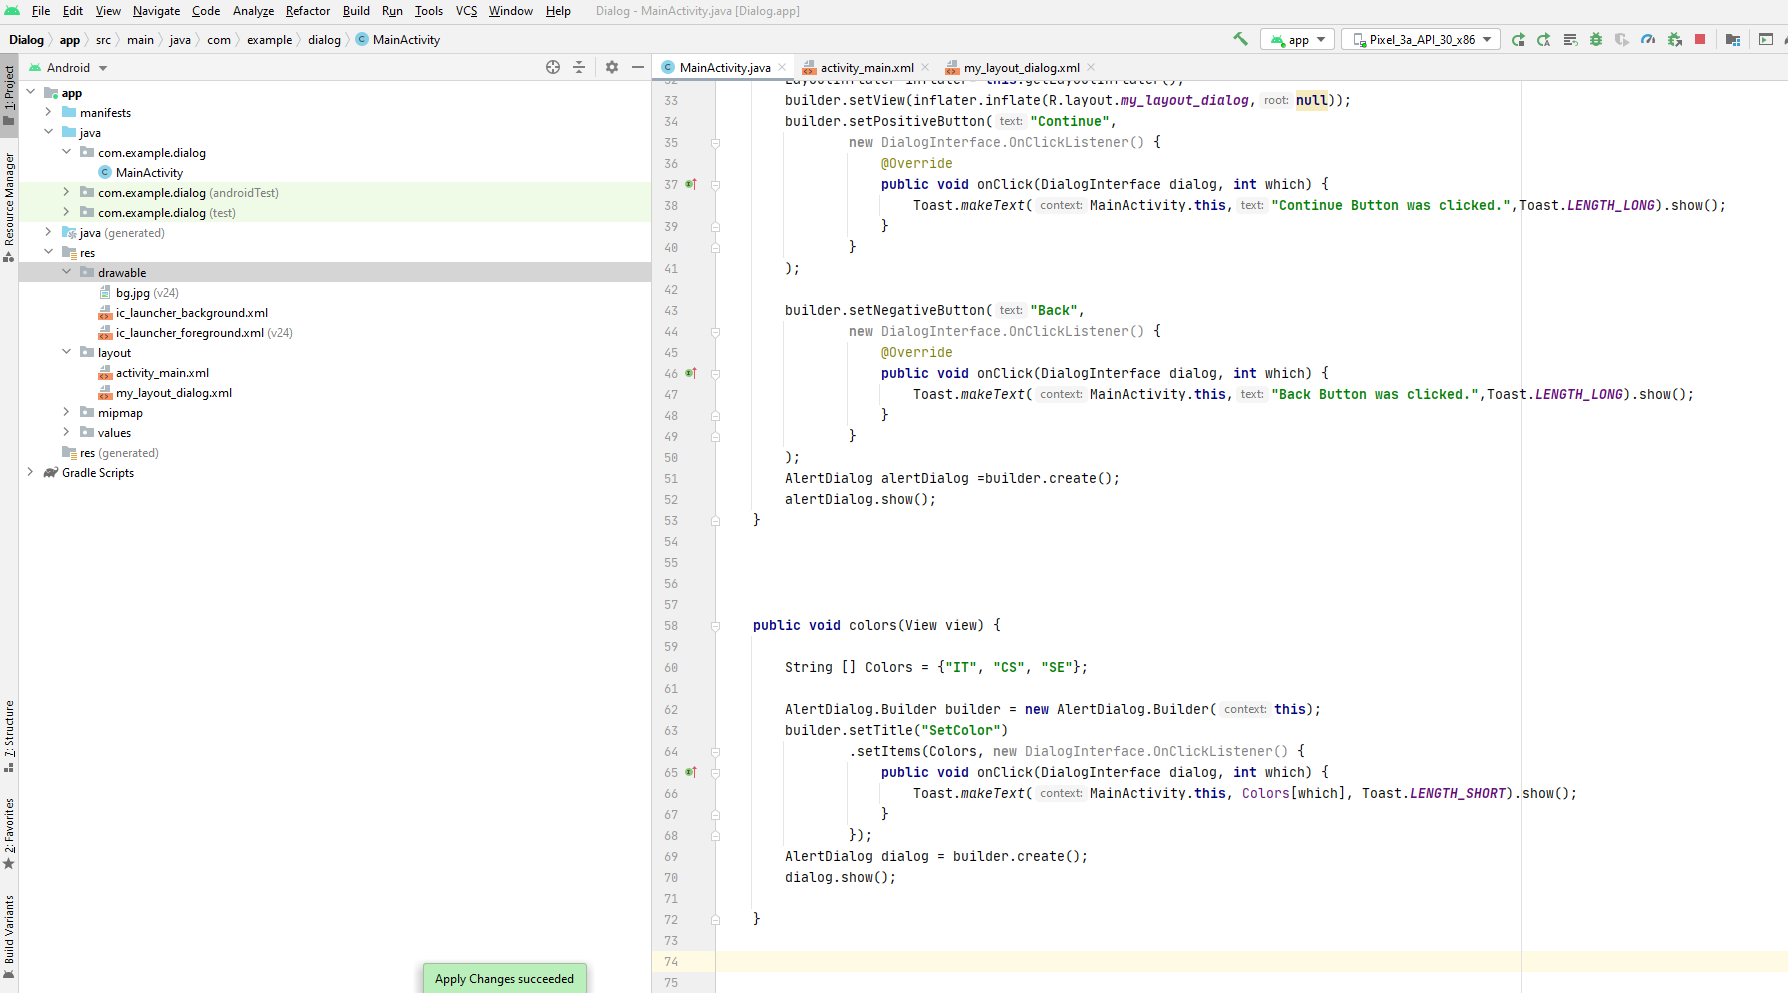 File Edit View Navigate Code Analyze Refactor Build Run Tools VCS Window Help Dialog - MainActivity.java [Dialog.app]
Dialog app src main java com example dialog MainActivity app Pixel_3a_API_30_x86
1: Project
Resource Manager
7: Structure
2: Favorites
Build Variants
Android
app
manifests
java
com.example.dialog
MainActivity
com.example.dialog (androidTest)
com.example.dialog (test)
java (generated)
res
drawable
bg.jpg (v24)
ic_launcher_background.xml
ic_launcher_foreground.xml (v24)
layout
activity_main.xml
my_layout_dialog.xml
mipmap
values
res (generated)
Gradle Scripts
MainActivity.java activity_main.xml my_layout_dialog.xml
33 builder.setView(inflater.inflate(R.layout.my_layout_dialog, root: null));
34 builder.setPositiveButton( text: "Continue",
35 new DialogInterface.OnClickListener() {
36 @Override
37 public void onClick(DialogInterface dialog, int which) {
38 Toast.makeText( context: MainActivity.this, text: "Continue Button was clicked.",Toast.LENGTH_LONG).show();
39 }
40 }
41 );
42
43 builder.setNegativeButton( text: "Back",
44 new DialogInterface.OnClickListener() {
45 @Override
46 public void onClick(DialogInterface dialog, int which) {
47 Toast.makeText( context: MainActivity.this, text: "Back Button was clicked.",Toast.LENGTH_LONG).show();
48 }
49 }
50 );
51 AlertDialog alertDialog =builder.create();
52 alertDialog.show();
53 }
54
55
56
57
58 public void colors(View view) {
59
60 String [] Colors = {"IT", "CS", "SE"};
61
62 AlertDialog.Builder builder = new AlertDialog.Builder( context: this);
63 builder.setTitle("SetColor")
64 .setItems(Colors, new DialogInterface.OnClickListener() {
65 public void onClick(DialogInterface dialog, int which) {
66 Toast.makeText( context: MainActivity.this, Colors[which], Toast.LENGTH_SHORT).show();
67 }
68 });
69 AlertDialog dialog = builder.create();
70 dialog.show();
71
72 }
73
74
75
Apply Changes succeeded